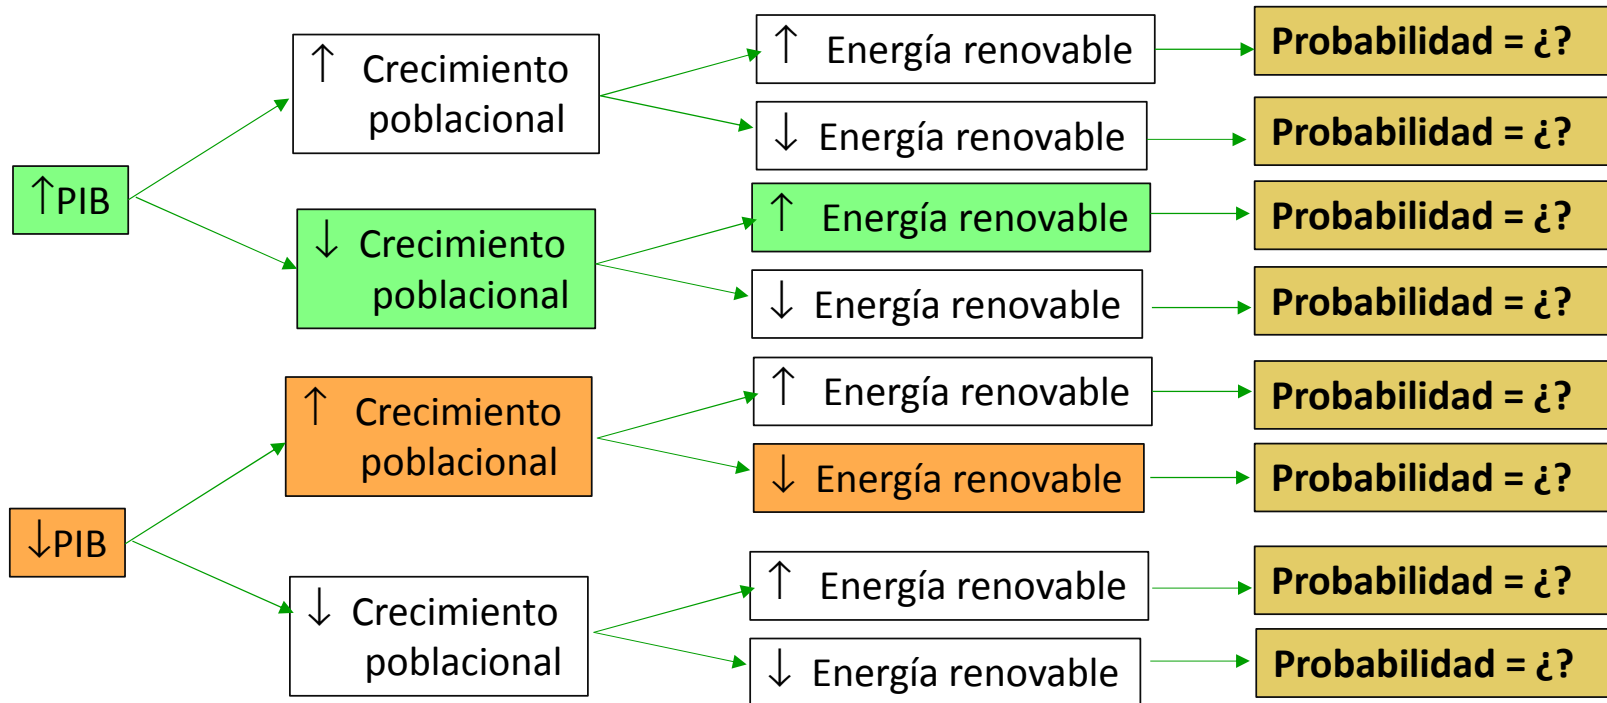 ↑ Crecimiento
poblacional
↑ Energía renovable
Probabilidad = ¿?
↓ Energía renovable
Probabilidad = ¿?
↑PIB
↓ Crecimiento
poblacional
↑ Energía renovable
Probabilidad = ¿?
↓ Energía renovable
Probabilidad = ¿?
↑ Crecimiento
poblacional
↑ Energía renovable
Probabilidad = ¿?
↓ Energía renovable
Probabilidad = ¿?
↓PIB
↓ Crecimiento
poblacional
↑ Energía renovable
Probabilidad = ¿?
↓ Energía renovable
Probabilidad = ¿?